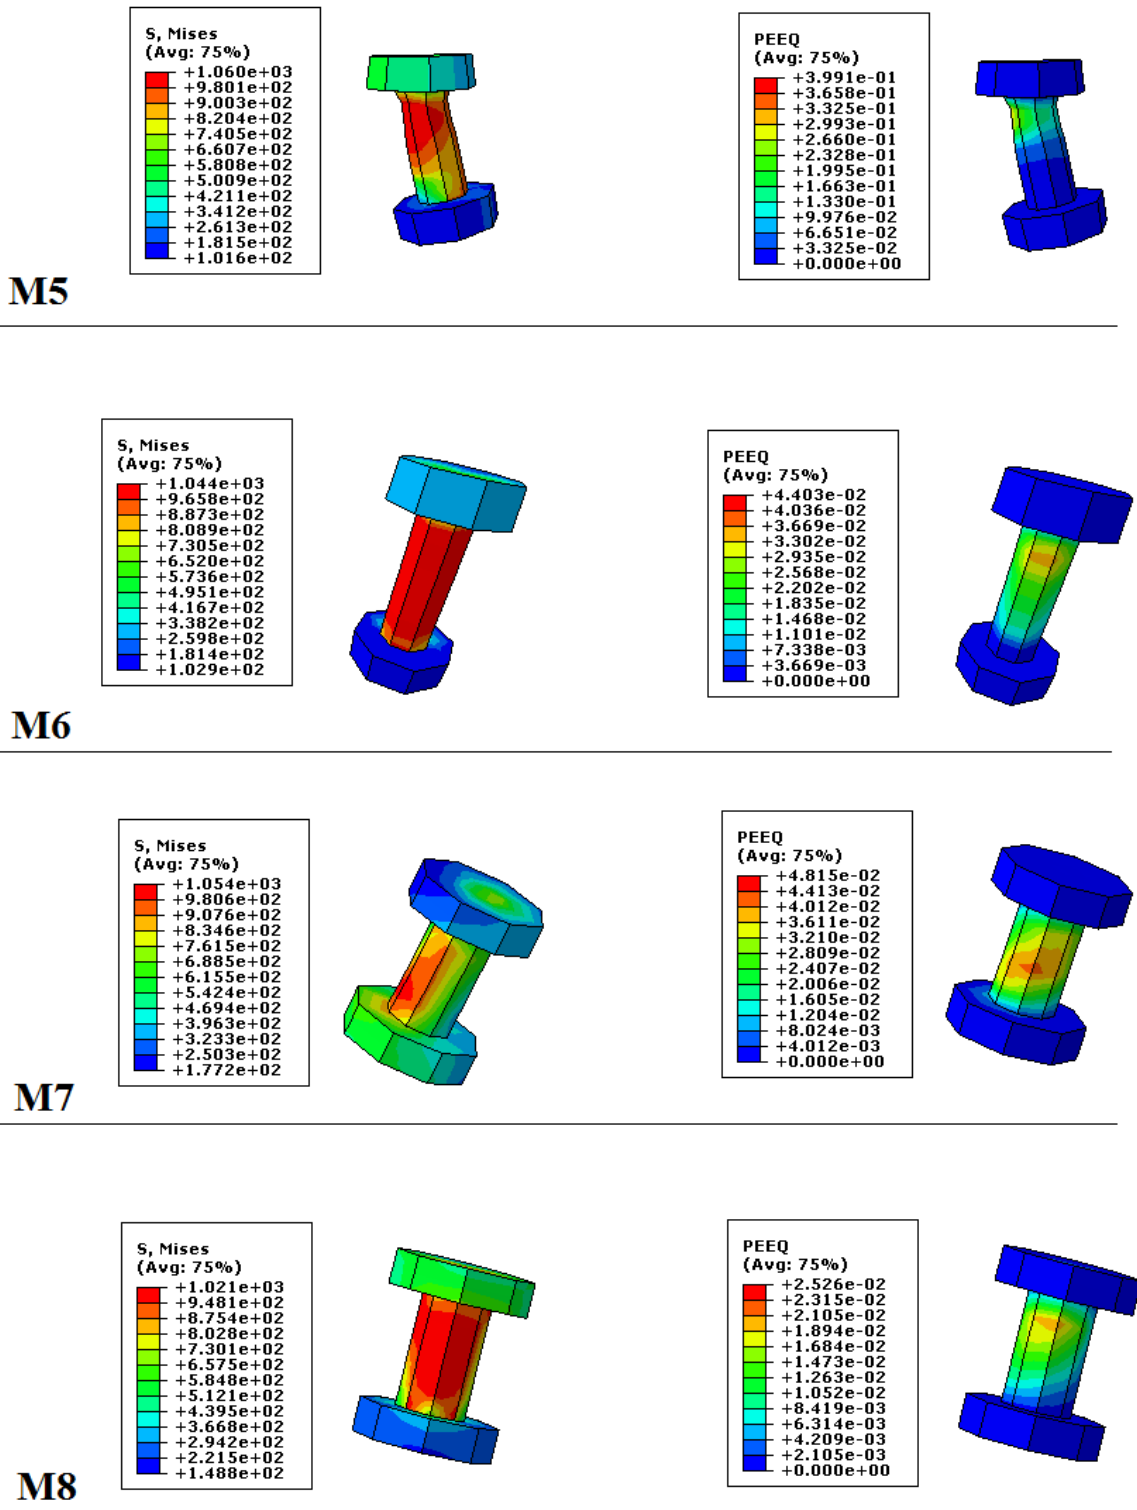 S, Mises
(Avg: 75%)
+1.060e+03
+9.801e+02
+9.003e+02
+8.204e+02
+7.405e+02
+6.607e+02
+5.808e+02
+5.009e+02
+4.211e+02
+3.412e+02
+2.613e+02
+1.815e+02
+1.016e+02
PEEQ
(Avg: 75%)
+3.991e-01
+3.658e-01
+3.325e-01
+2.993e-01
+2.660e-01
+2.328e-01
+1.995e-01
+1.663e-01
+1.330e-01
+9.976e-02
+6.651e-02
+3.325e-02
+0.000e+00
M5
S, Mises
(Avg: 75%)
+1.044e+03
+9.658e+02
+8.873e+02
+8.089e+02
+7.305e+02
+6.520e+02
+5.736e+02
+4.951e+02
+4.167e+02
+3.382e+02
+2.598e+02
+1.814e+02
+1.029e+02
PEEQ
(Avg: 75%)
+4.403e-02
+4.036e-02
+3.669e-02
+3.302e-02
+2.935e-02
+2.568e-02
+2.202e-02
+1.835e-02
+1.468e-02
+1.101e-02
+7.338e-03
+3.669e-03
+0.000e+00
M6
S, Mises
(Avg: 75%)
+1.054e+03
+9.806e+02
+9.076e+02
+8.346e+02
+7.615e+02
+6.885e+02
+6.155e+02
+5.424e+02
+4.694e+02
+3.963e+02
+3.233e+02
+2.503e+02
+1.772e+02
PEEQ
(Avg: 75%)
+4.815e-02
+4.413e-02
+4.012e-02
+3.611e-02
+3.210e-02
+2.809e-02
+2.407e-02
+2.006e-02
+1.605e-02
+1.204e-02
+8.024e-03
+4.012e-03
+0.000e+00
M7
S, Mises
(Avg: 75%)
+1.021e+03
+9.481e+02
+8.754e+02
+8.028e+02
+7.301e+02
+6.575e+02
+5.848e+02
+5.121e+02
+4.395e+02
+3.668e+02
+2.942e+02
+2.215e+02
+1.488e+02
PEEQ
(Avg: 75%)
+2.526e-02
+2.315e-02
+2.105e-02
+1.894e-02
+1.684e-02
+1.473e-02
+1.263e-02
+1.052e-02
+8.419e-03
+6.314e-03
+4.209e-03
+2.105e-03
+0.000e+00
M8